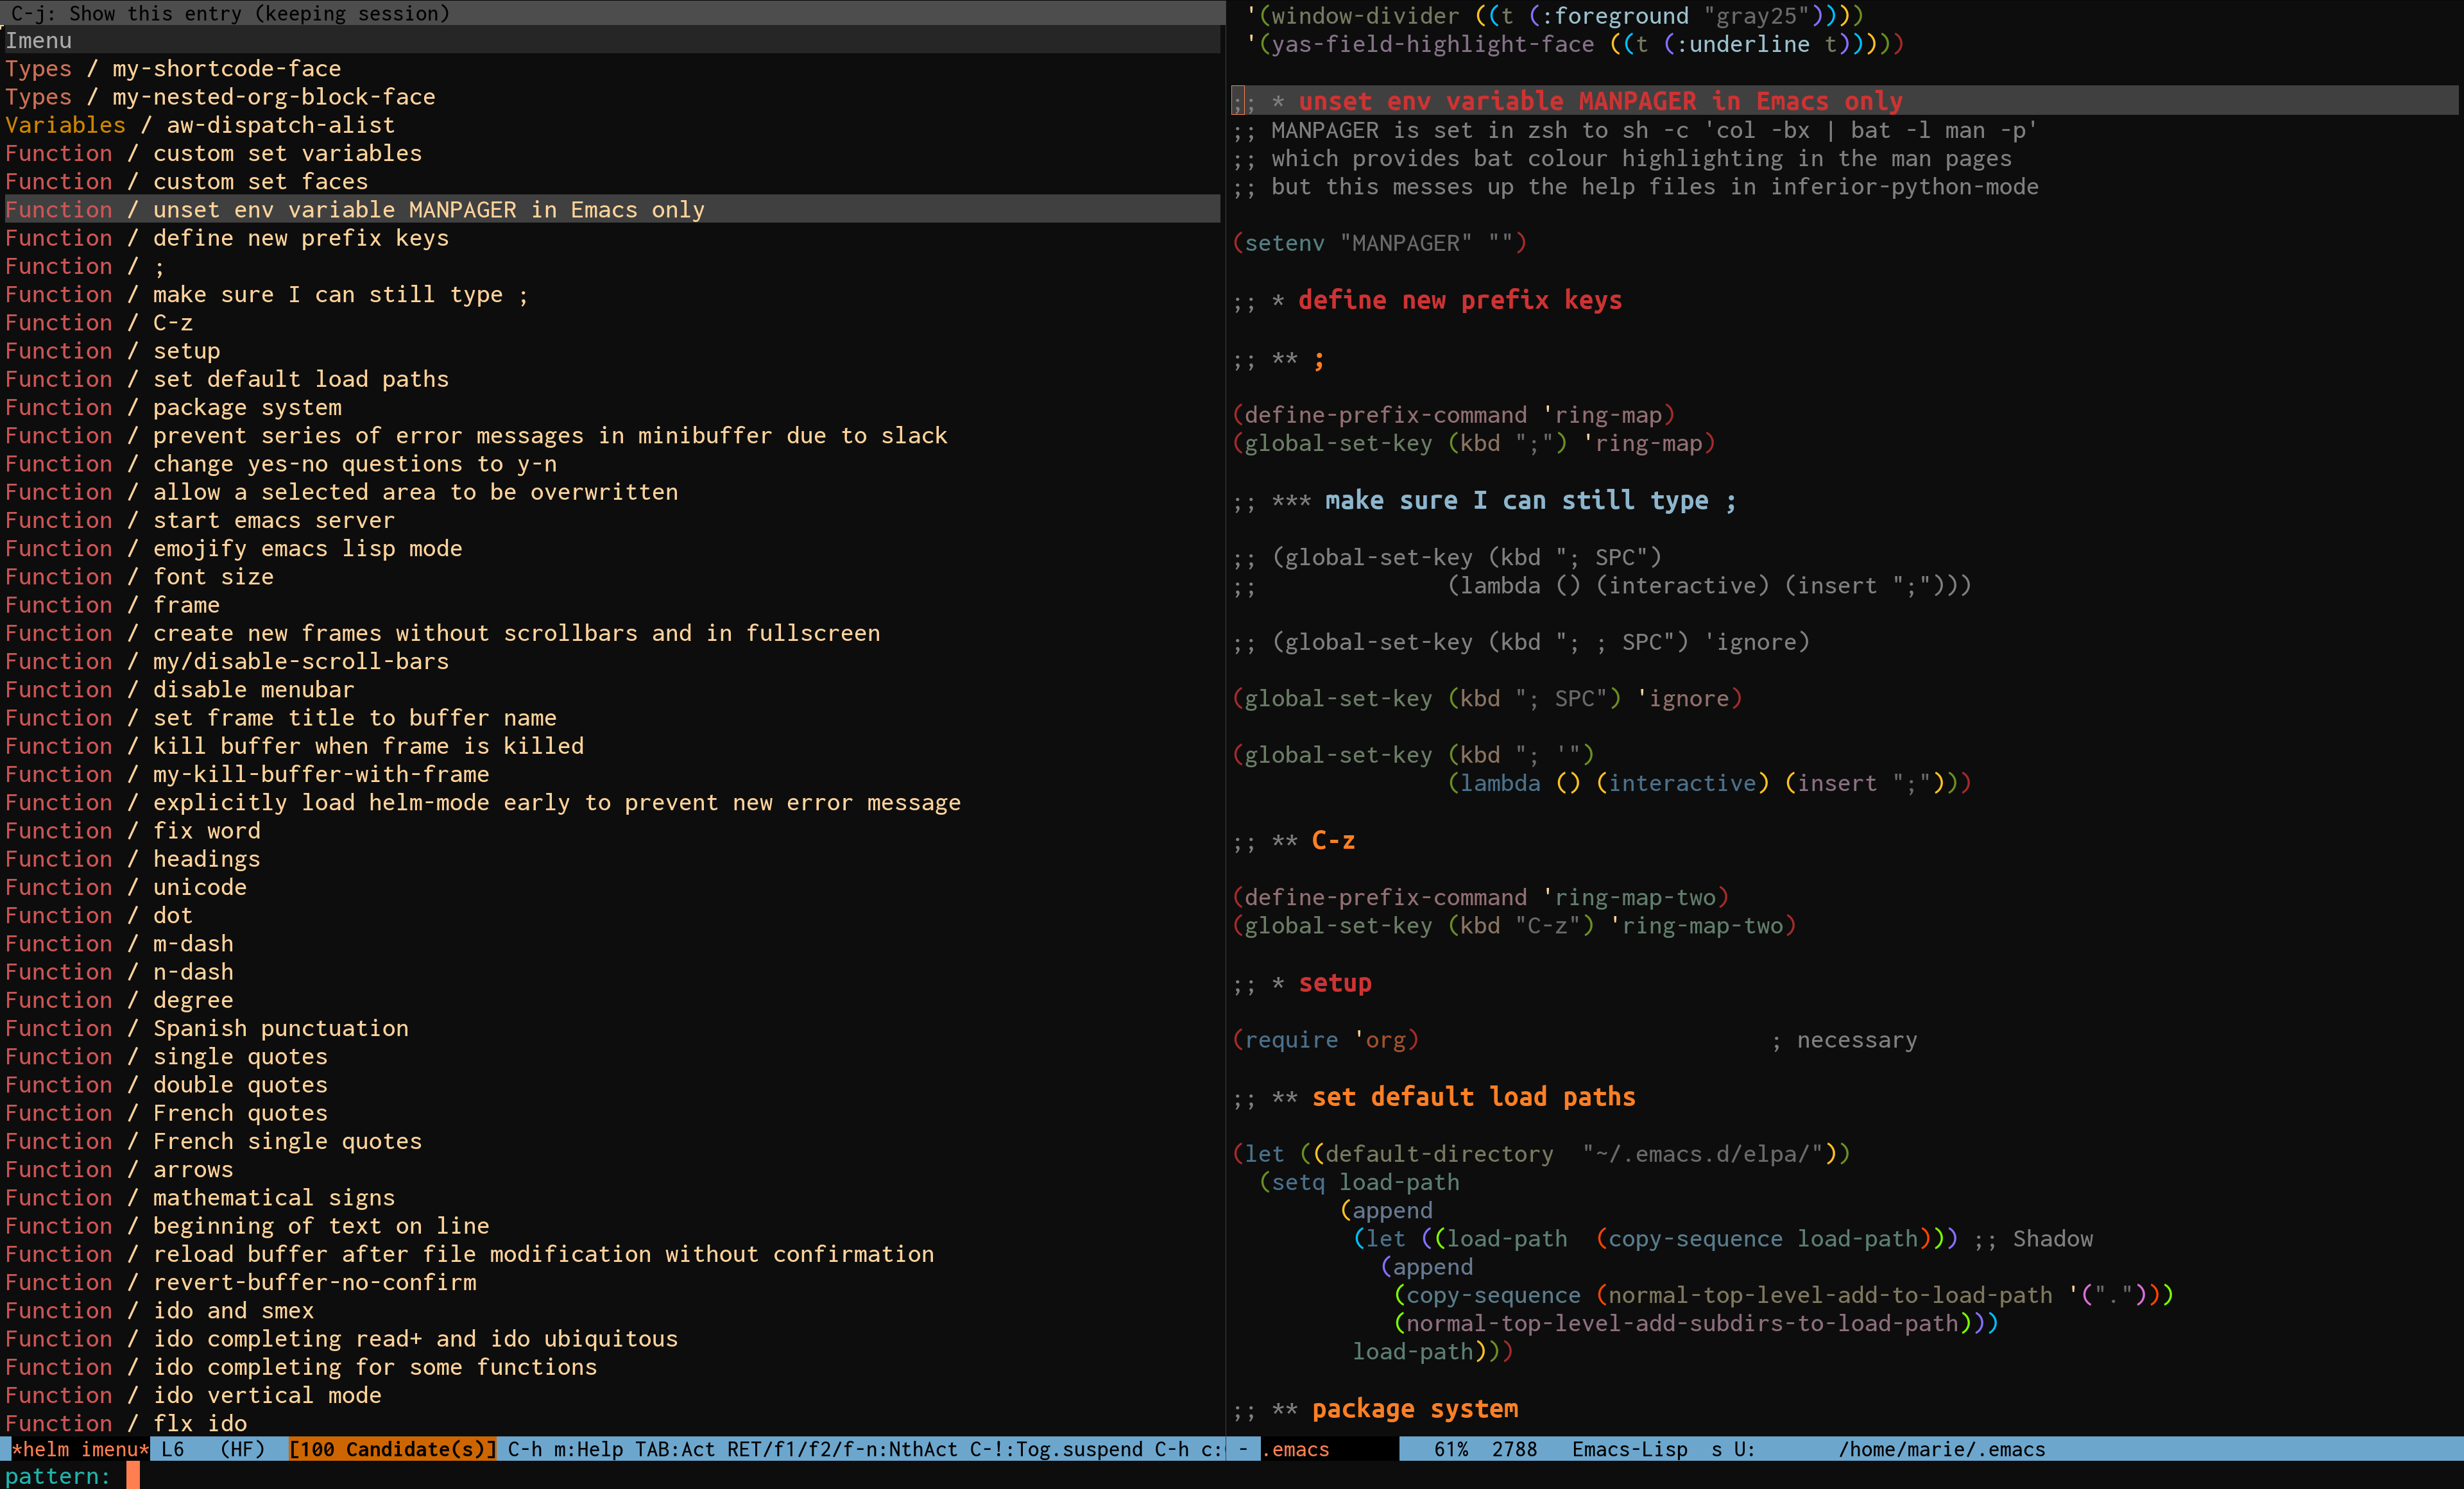 C-j: Show this entry (keeping session)
Imenu
Types / my-shortcode-face
Types / my-nested-org-block-face
Variables / aw-dispatch-alist
Function / custom set variables
Function / custom set faces
Function / unset env variable MANPAGER in Emacs only
Function / define new prefix keys
Function / ;
Function / make sure I can still type ;
Function / C-z
Function / setup
Function / set default load paths
Function / package system
Function / prevent series of error messages in minibuffer due to slack
Function / change yes-no questions to y-n
Function / allow a selected area to be overwritten
Function / start emacs server
Function / emojify emacs lisp mode
Function / font size
Function / frame
Function / create new frames without scrollbars and in fullscreen
Function / my/disable-scroll-bars
Function / disable menubar
Function / set frame title to buffer name
Function / kill buffer when frame is killed
Function / my-kill-buffer-with-frame
Function / explicitly load helm-mode early to prevent new error message
Function / fix word
Function / headings
Function / unicode
Function / dot
Function / m-dash
Function / n-dash
Function / degree
Function / Spanish punctuation
Function / single quotes
Function / double quotes
Function / French quotes
Function / French single quotes
Function / arrows
Function / mathematical signs
Function / beginning of text on line
Function / reload buffer after file modification without confirmation
Function / revert-buffer-no-confirm
Function / ido and smex
Function / ido completing read+ and ido ubiquitous
Function / ido completing for some functions
Function / ido vertical mode
Function / flx ido
*helm imenu* L6 (HF) [100 Candidate(s)] C-h m:Help TAB:Act RET/f1/f2/f-n:NthAct C-!:Tog.suspend C-h c:
pattern:
'(window-divider ((t (:foreground "gray25"))))
'(yas-field-highlight-face ((t (:underline t)))))
;; * unset env variable MANPAGER in Emacs only
;; MANPAGER is set in zsh to sh -c 'col -bx | bat -l man -p'
;; which provides bat colour highlighting in the man pages
;; but this messes up the help files in inferior-python-mode
(setenv "MANPAGER" "")
;; * define new prefix keys
;; ** ;
(define-prefix-command 'ring-map)
(global-set-key (kbd ";") 'ring-map)
;; *** make sure I can still type ;
;; (global-set-key (kbd "; SPC")
;;              (lambda () (interactive) (insert ";")))
;; (global-set-key (kbd "; ; SPC") 'ignore)
(global-set-key (kbd "; SPC") 'ignore)
(global-set-key (kbd "; '")
                (lambda () (interactive) (insert ";")))
;; ** C-z
(define-prefix-command 'ring-map-two)
(global-set-key (kbd "C-z") 'ring-map-two)
;; * setup
(require 'org)                          ; necessary
;; ** set default load paths
(let ((default-directory  "~/.emacs.d/elpa/"))
  (setq load-path
        (append
         (let ((load-path  (copy-sequence load-path))) ;; Shadow
           (append
            (copy-sequence (normal-top-level-add-to-load-path '(".")))
            (normal-top-level-add-subdirs-to-load-path)))
         load-path)))
;; ** package system
- .emacs 61% 2788 Emacs-Lisp s U: /home/marie/.emacs